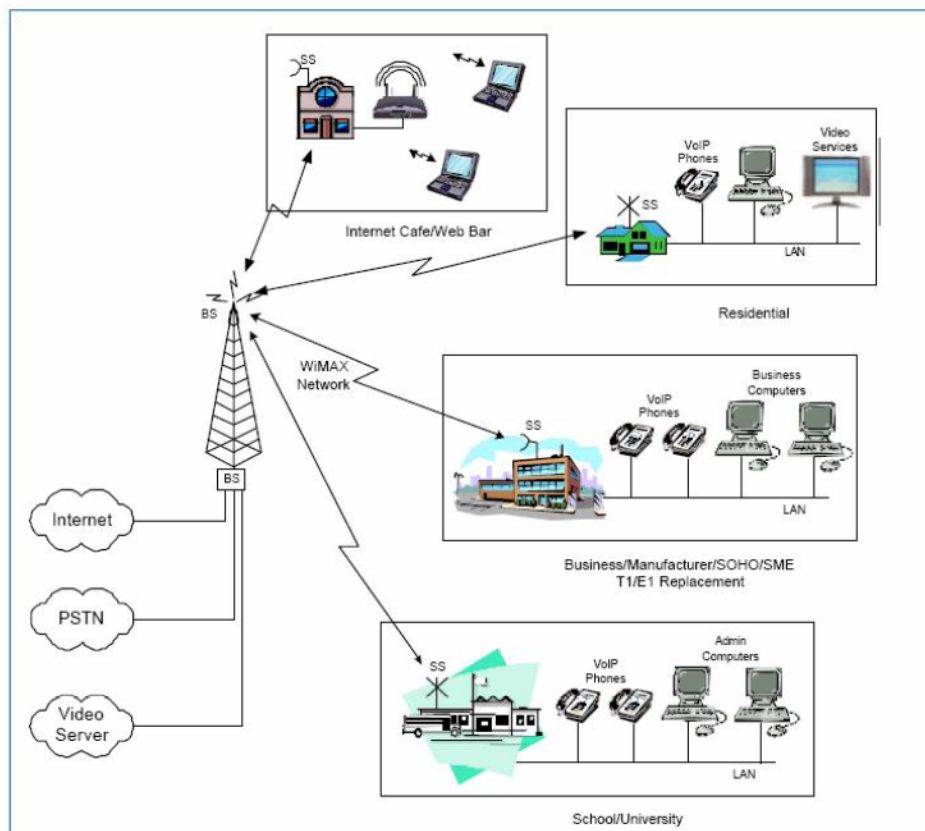 SS
Internet Cafe/Web Bar
VoIP
Phones
Video
Services
SS
LAN
Residential
BS
WiMAX
Network
SS
VoIP
Phones
Business
Computers
LAN
Business/Manufacturer/SOHO/SME
T1/E1 Replacement
BS
Internet
PSTN
Video
Server
SS
VoIP
Phones
Admin
Computers
LAN
School/University